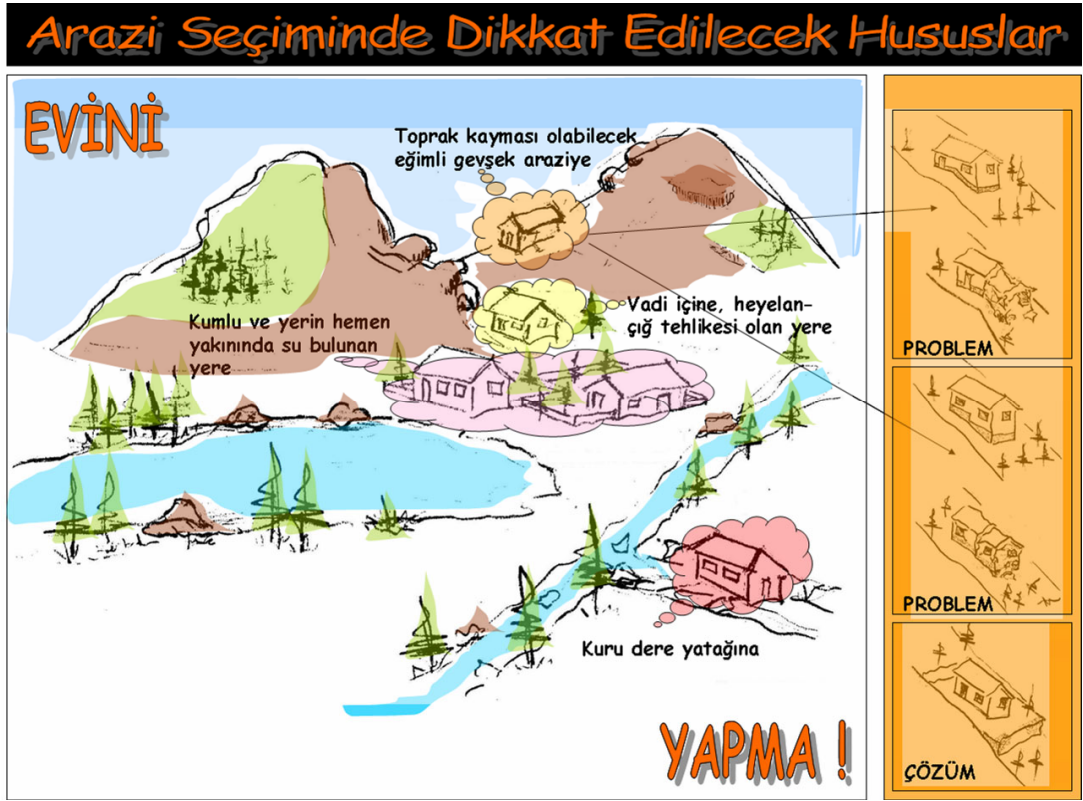 Arazi Seçiminde Dikkat Edilecek Hususlar
EVİNİ
Toprak kayması olabilecek
eğimli gevşek araziye
Vadi içine, heyelan-
çığ tehlikesi olan yere
Kumlu ve yerin hemen
yakınında su bulunan
yere
Kuru dere yatağına
YAPMA !
PROBLEM
PROBLEM
ÇÖZÜM